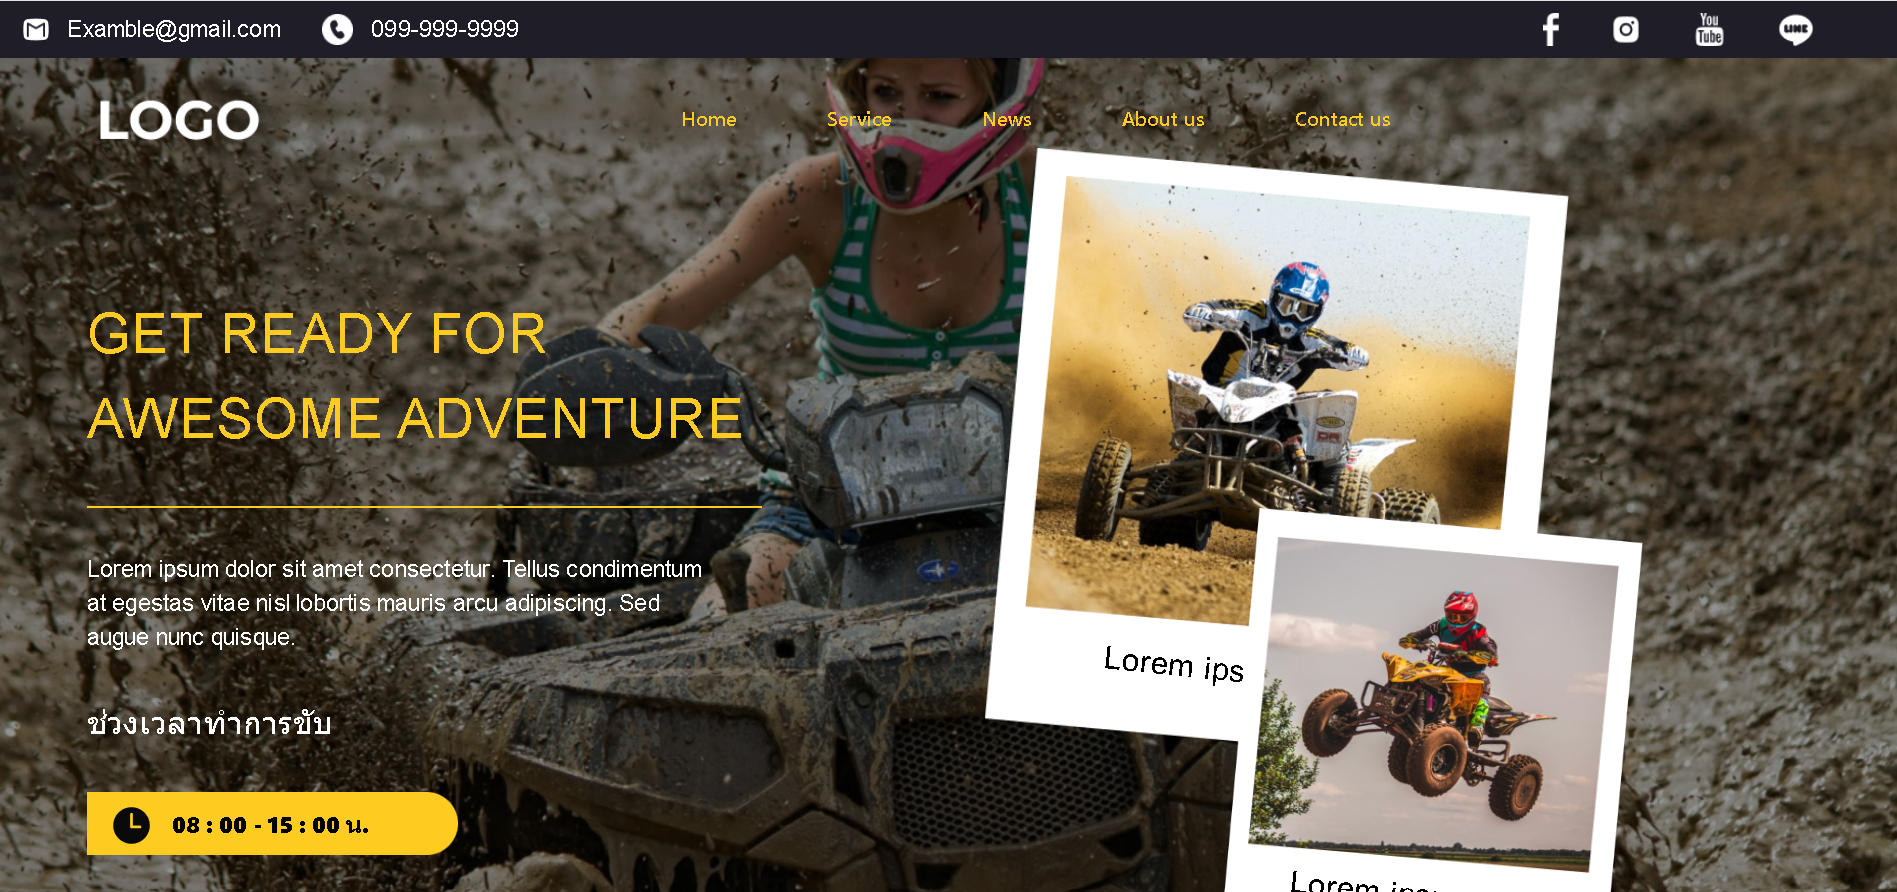 Examble@gmail.com
099-999-9999
You
Tube
LINE
LOGO
Home
Service
News
About us
Contact us
GET READY FOR
AWESOME ADVENTURE
Lorem ipsum dolor sit amet consectetur. Tellus condimentum
at egestas vitae nisl lobortis mauris arcu adipiscing. Sed
augue nunc quisque.
ช่วงเวลาทำการขับ
08 : 00 - 15 : 00 น.
Lorem ips
Lorem